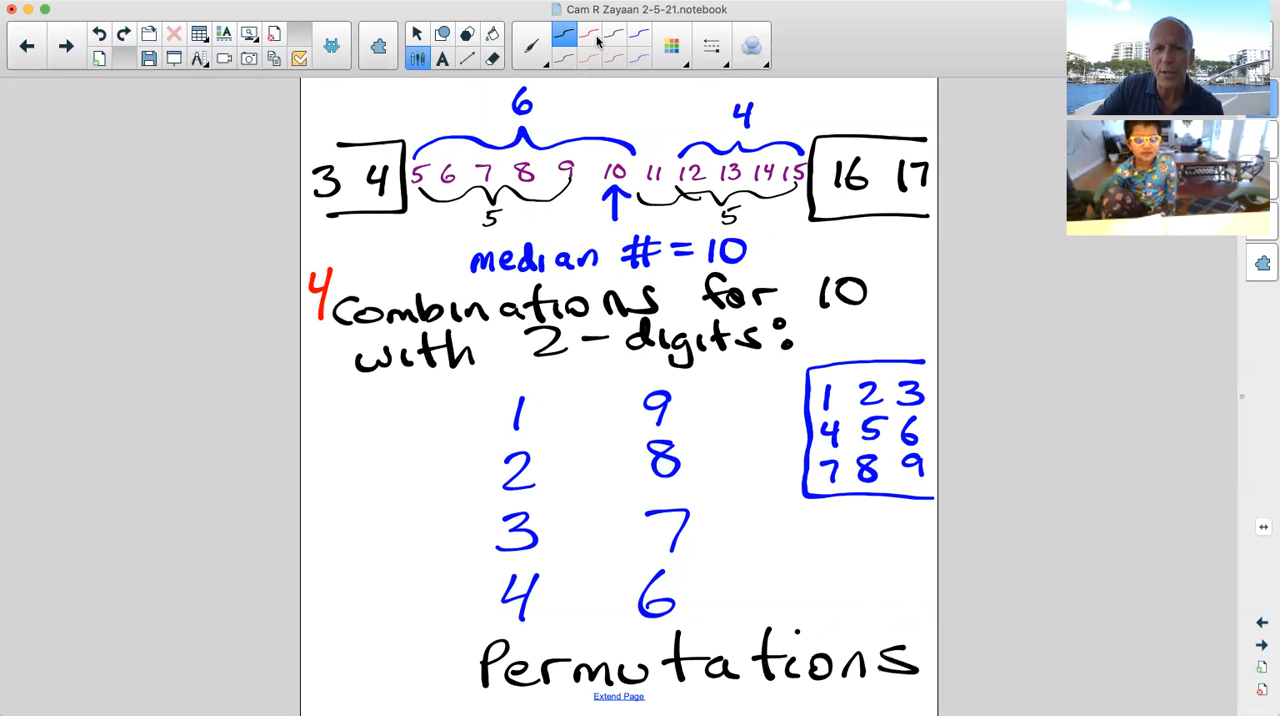 Cam R Zayaan 2-5-21.notebook
6 4
3 4 5 6 7 8 9 10 11 12 13 14 15 16 17
5 5
median # = 10
4 Combinations for 10
with 2-digits:
1 9
2 8
3 7
4 6
1 2 3
4 5 6
7 8 9
Permutations
Extend Page